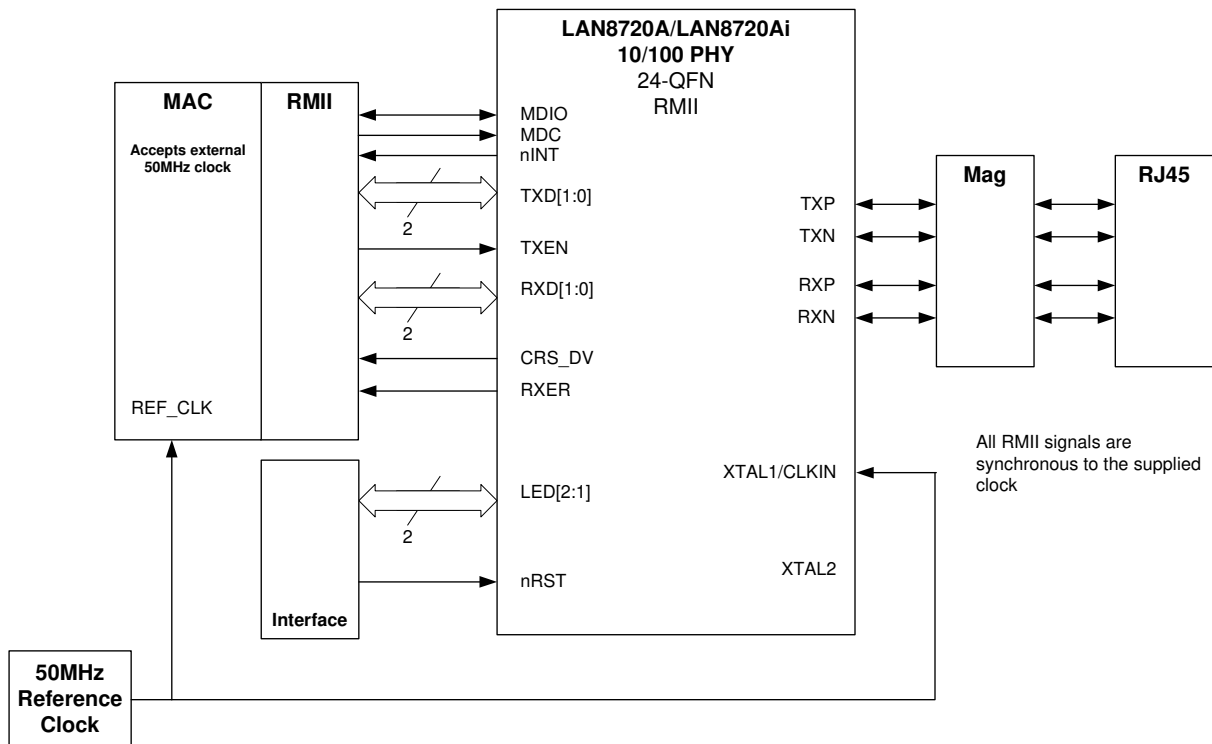 LAN8720A/LAN8720Ai
10/100 PHY
24-QFN
RMII
MAC
RMII
Accepts external
50MHz clock
REF_CLK
MDIO
MDC
nINT
TXD[1:0]
2
TXEN
RXD[1:0]
2
CRS_DV
RXER
LED[2:1]
2
nRST
Interface
TXP
TXN
RXP
RXN
XTAL1/CLKIN
XTAL2
Mag
RJ45
All RMII signals are
synchronous to the supplied
clock
50MHz
Reference
Clock